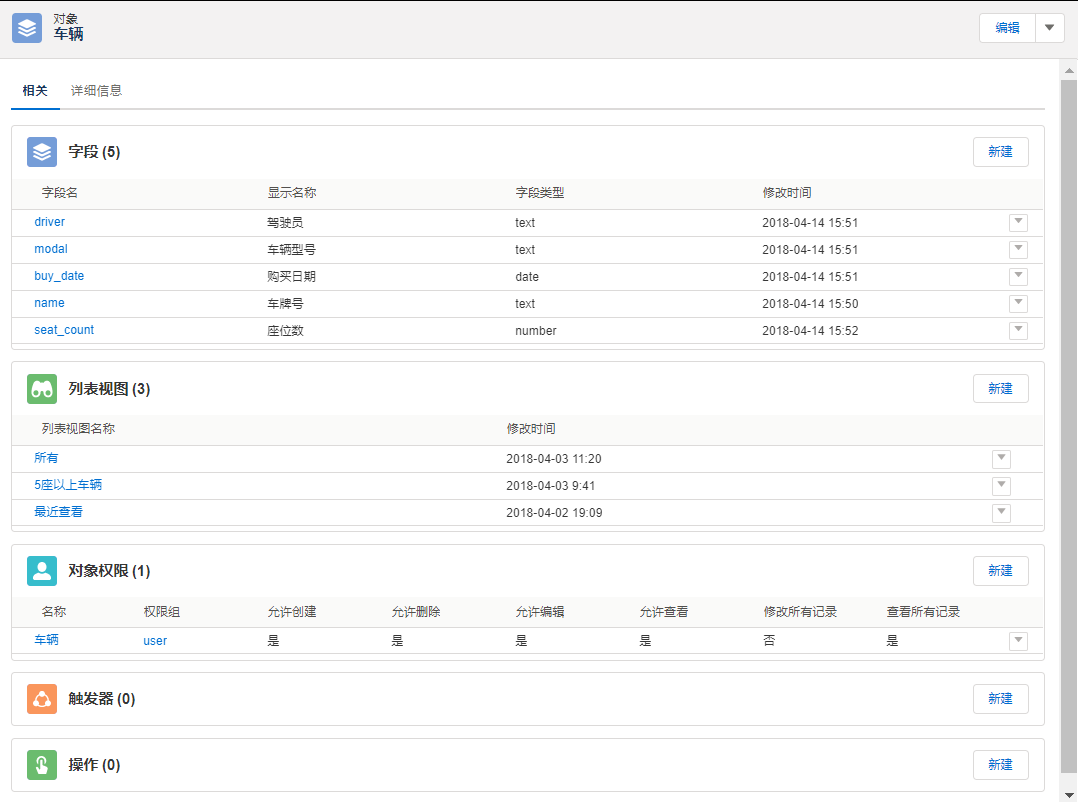 对象
车辆
编辑
相关 详细信息
字段 (5) 新建
字段名 显示名称 字段类型 修改时间
driver 驾驶员 text 2018-04-14 15:51
modal 车辆型号 text 2018-04-14 15:51
buy_date 购买日期 date 2018-04-14 15:51
name 车牌号 text 2018-04-14 15:50
seat_count 座位数 number 2018-04-14 15:52
列表视图 (3) 新建
列表视图名称 修改时间
所有 2018-04-03 11:20
5座以上车辆 2018-04-03 9:41
最近查看 2018-04-02 19:09
对象权限 (1) 新建
名称 权限组 允许创建 允许删除 允许编辑 允许查看 修改所有记录 查看所有记录
车辆 user 是 是 是 是 否 是
触发器 (0) 新建
操作 (0) 新建